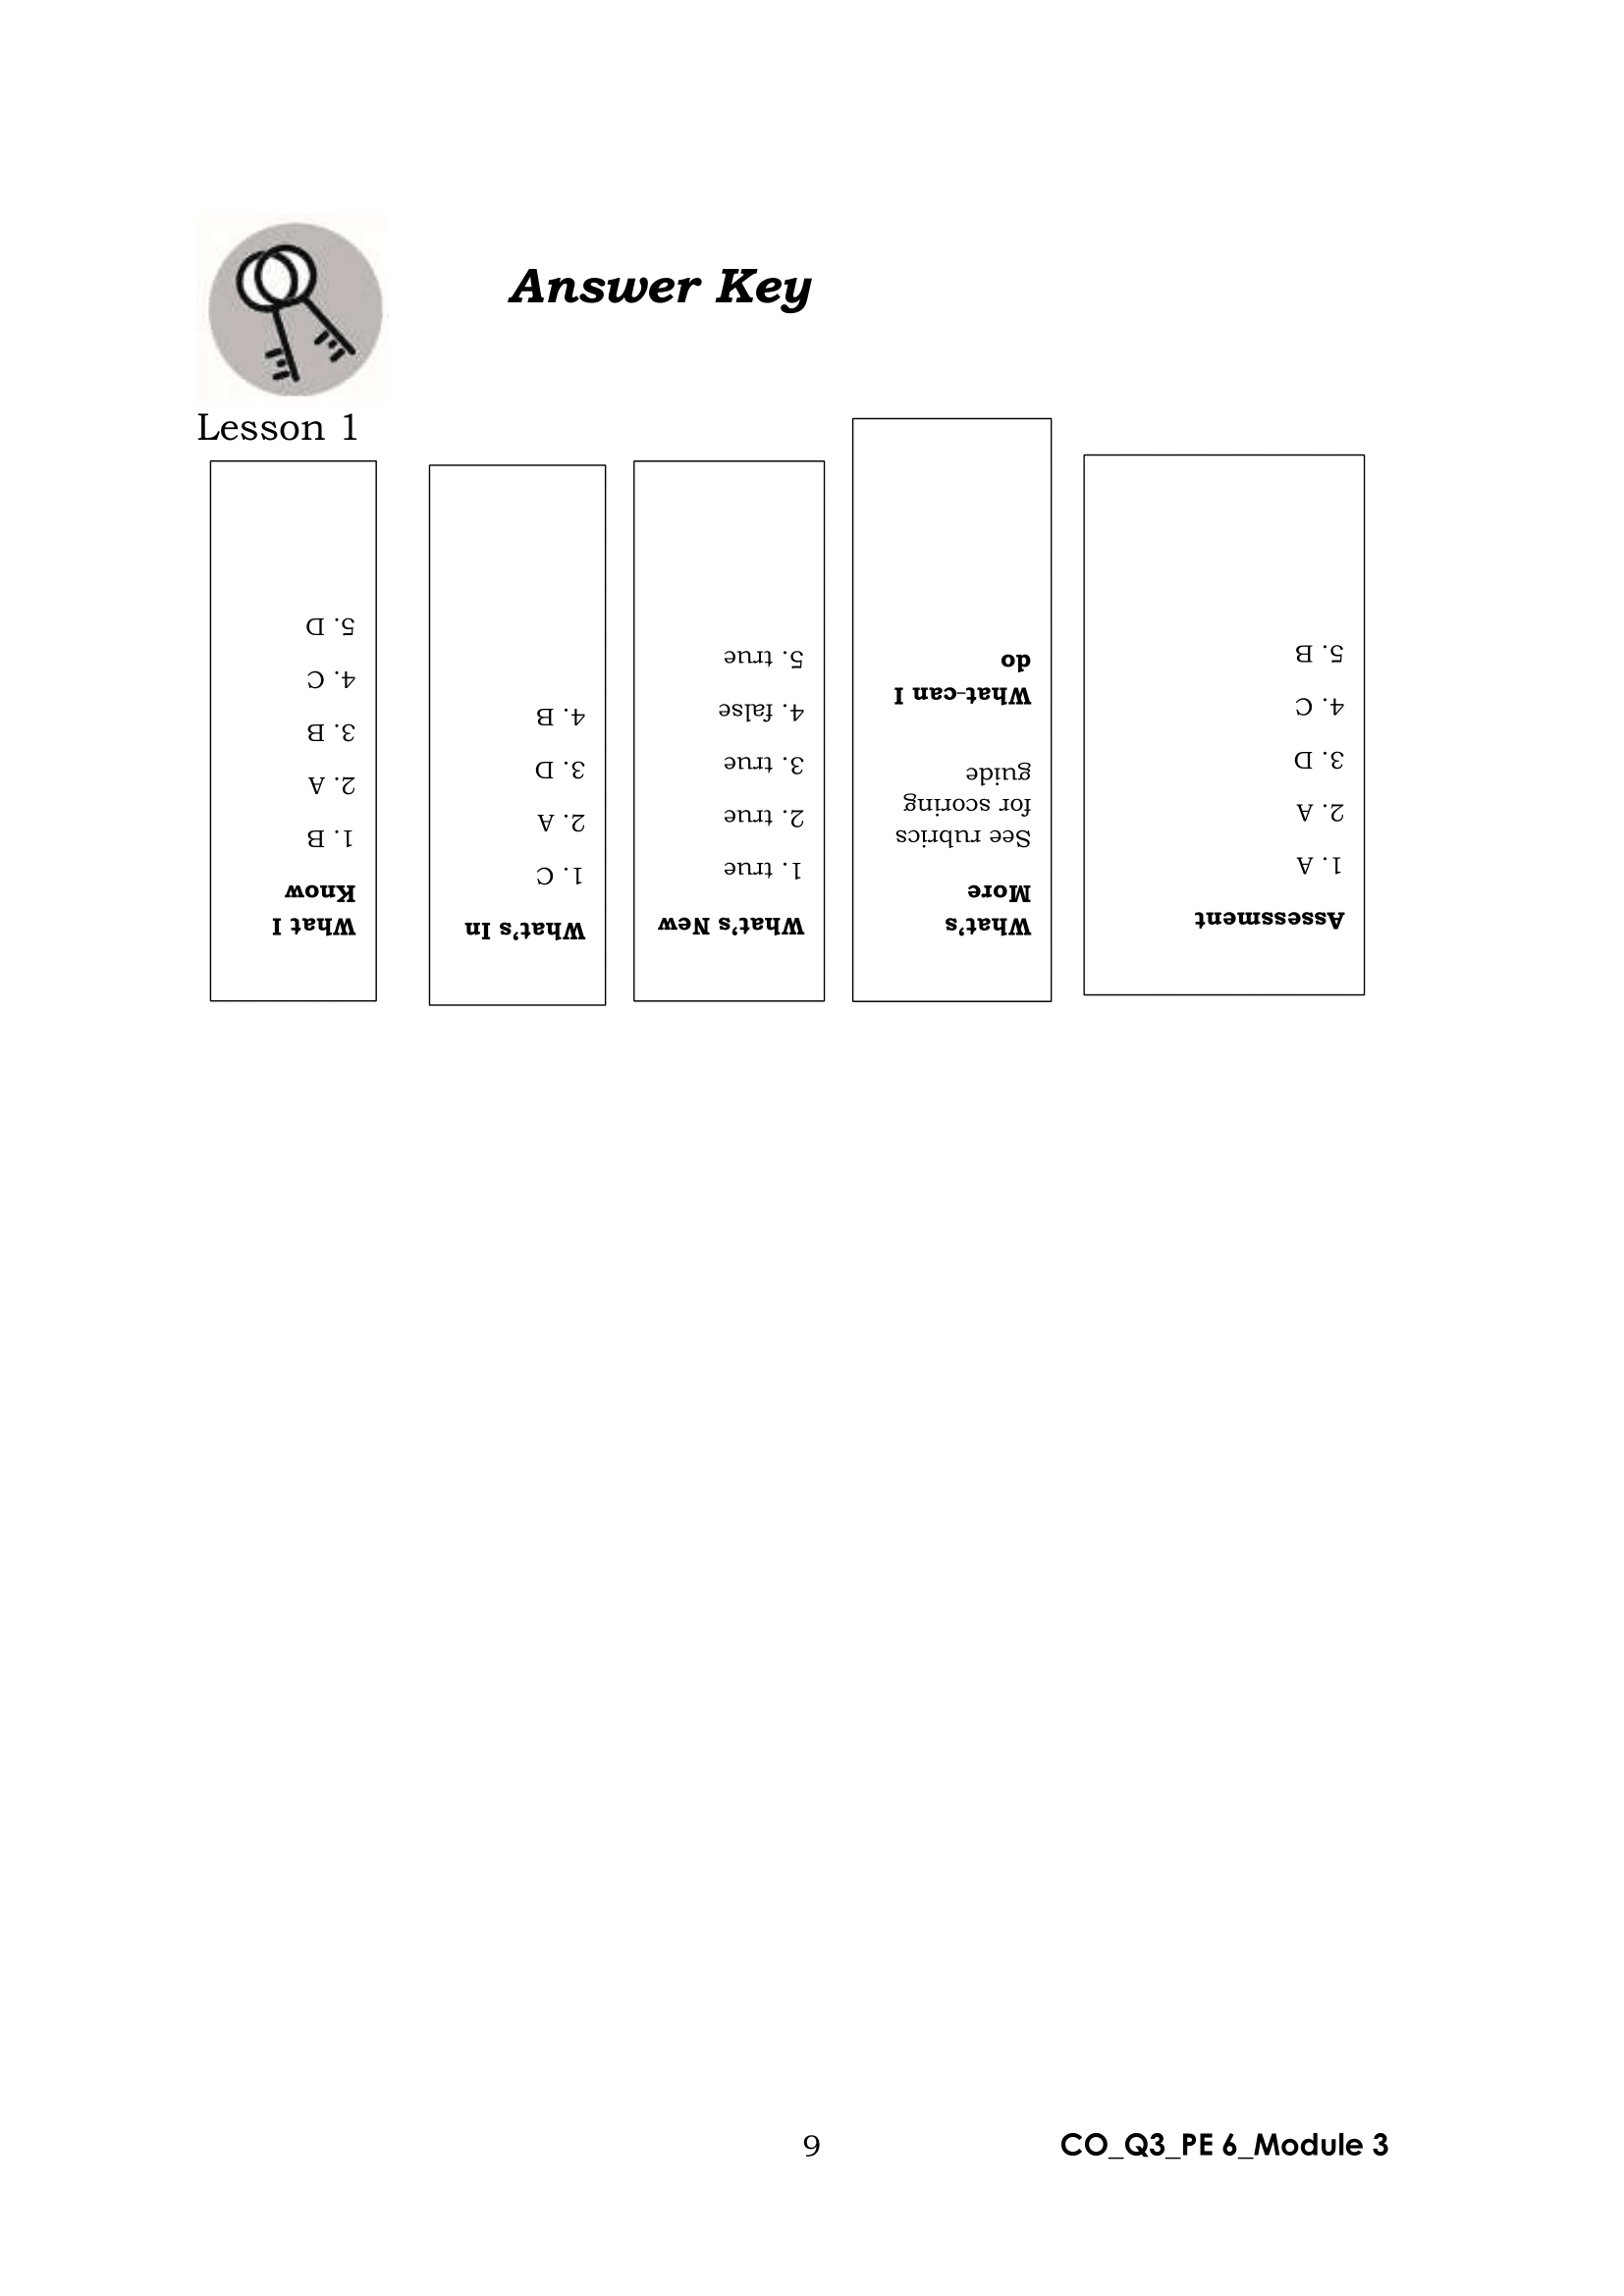 Answer Key
Lesson 1
What I
Know
1. B
2. A
3. B
4. C
5. D
What's In
1. C
2. A
3. D
4. B
What's New
1. true
2. true
3. true
4. false
5. true
What's
More
See rubrics
for scoring
guide
What-can I
do
Assessment
1. A
2. A
3. D
4. C
5. B
9
CO_Q3_PE 6_Module 3